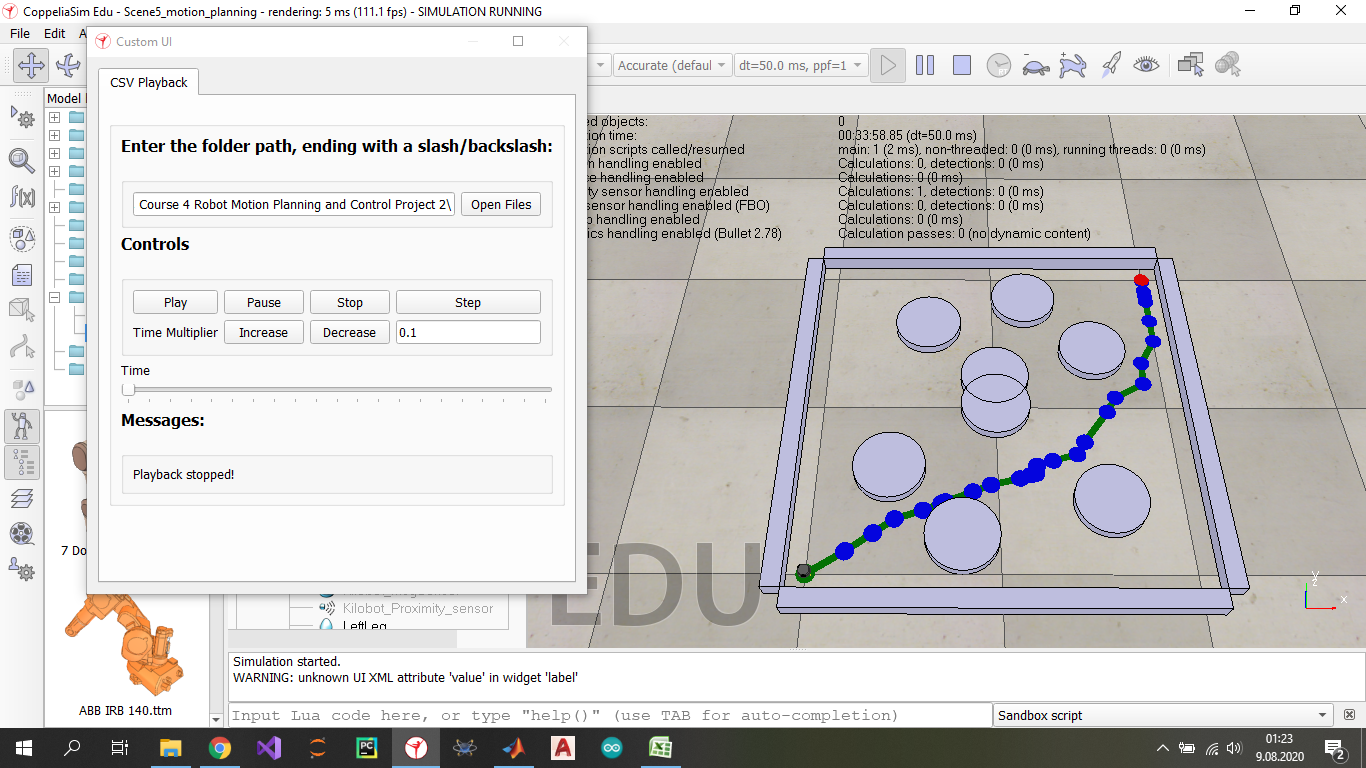 CoppeliaSim Edu - Scene5_motion_planning - rendering: 5 ms (111.1 fps) - SIMULATION RUNNING
File Edit
Custom UI
Accurate (defaul
dt=50.0 ms, ppf=1
CSV Playback
Model
Enter the folder path, ending with a slash/backslash:
Course 4 Robot Motion Planning and Control Project 2\
Open Files
Controls
Play Pause Stop Step
Time Multiplier Increase Decrease 0.1
Time
Messages:
Playback stopped!
ed objects: 0
ion time: 00:33:58.85 (dt=50.0 ms)
ion scripts called/resumed main: 1 (2 ms), non-threaded: 0 (0 ms), running threads: 0 (0 ms)
n handling enabled Calculations: 0, detections: 0 (0 ms)
ce handling enabled Calculations: 0 (0 ms)
ty sensor handling enabled Calculations: 1, detections: 0 (0 ms)
sensor handling enabled (FBO) Calculations: 0, detections: 0 (0 ms)
handling enabled Calculations: 0 (0 ms)
ics handling enabled (Bullet 2.78) Calculation passes: 0 (no dynamic content)
EDU
Y
Z
X
7 Do
Kilobot_Proximity_sensor
LeftLeg
ABB IRB 140.ttm
Simulation started.
WARNING: unknown UI XML attribute 'value' in widget 'label'
Input Lua code here, or type "help()" (use TAB for auto-completion)
Sandbox script
01:23
9.08.2020
2